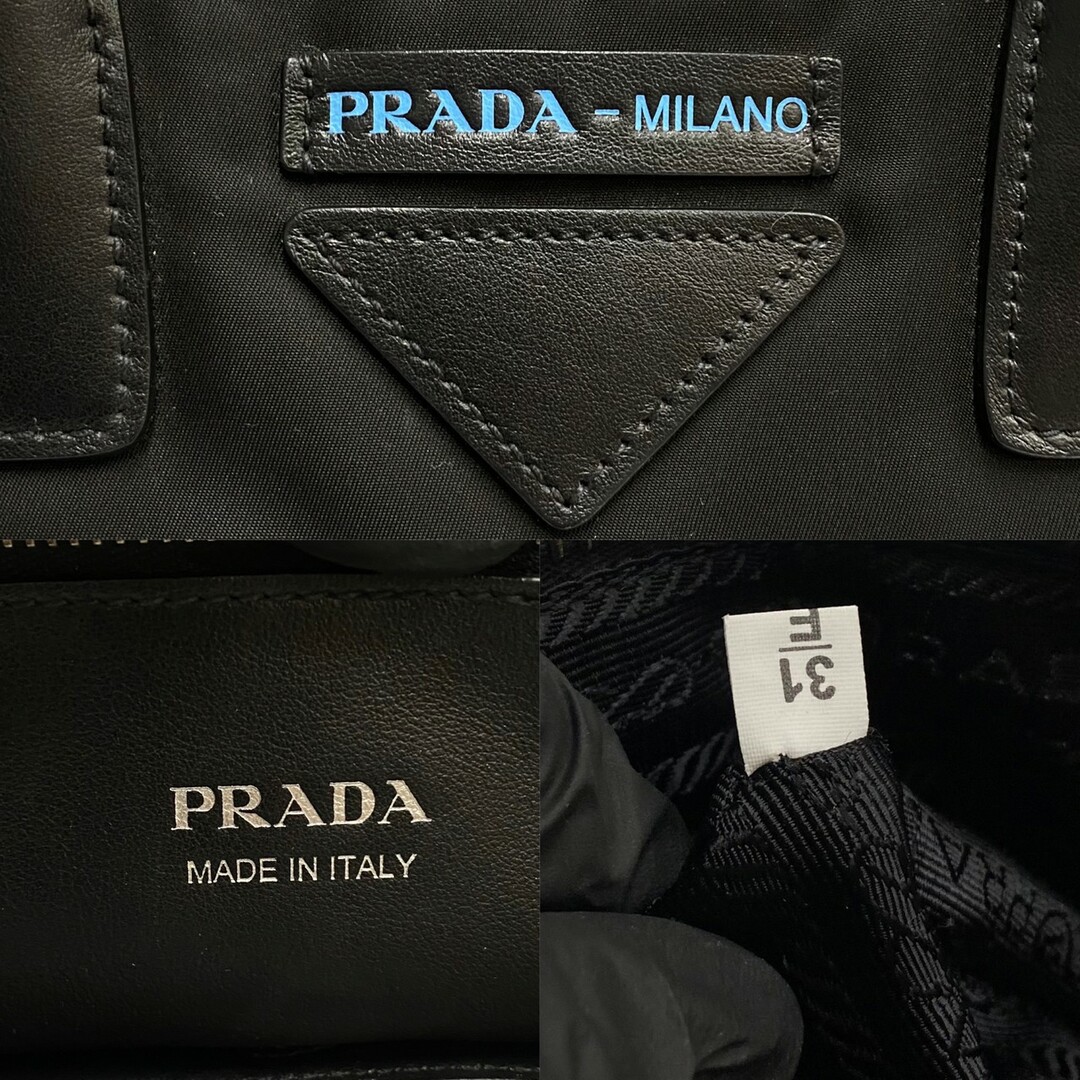 PRADA – MILANO
PRADA
MADE IN ITALY
31